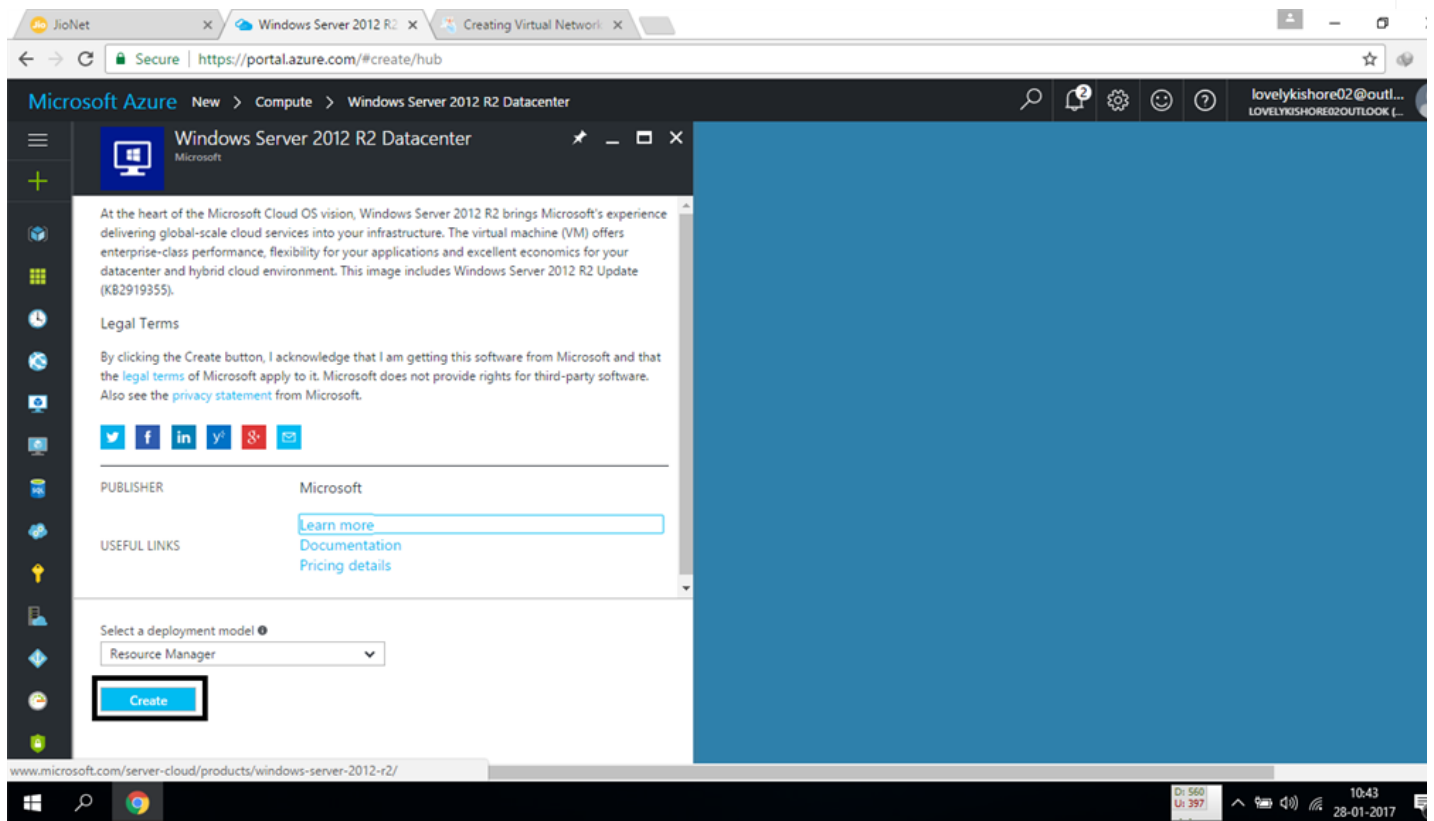 JioNet
Windows Server 2012 R2
Creating Virtual Network
Secure | https://portal.azure.com/#create/hub
Microsoft Azure New > Compute > Windows Server 2012 R2 Datacenter
2
lovelykishore02@outl...
LOVELYKISHORE02OUTLOOK (...
Windows Server 2012 R2 Datacenter
Microsoft
At the heart of the Microsoft Cloud OS vision, Windows Server 2012 R2 brings Microsoft's experience
delivering global-scale cloud services into your infrastructure. The virtual machine (VM) offers
enterprise-class performance, flexibility for your applications and excellent economics for your
datacenter and hybrid cloud environment. This image includes Windows Server 2012 R2 Update
(KB2919355).
Legal Terms
By clicking the Create button, I acknowledge that I am getting this software from Microsoft and that
the legal terms of Microsoft apply to it. Microsoft does not provide rights for third-party software.
Also see the privacy statement from Microsoft.
PUBLISHER Microsoft
Learn more
USEFUL LINKS Documentation
Pricing details
Select a deployment model
Resource Manager
Create
www.microsoft.com/server-cloud/products/windows-server-2012-r2/
D: 560
U: 397
10:43
28-01-2017